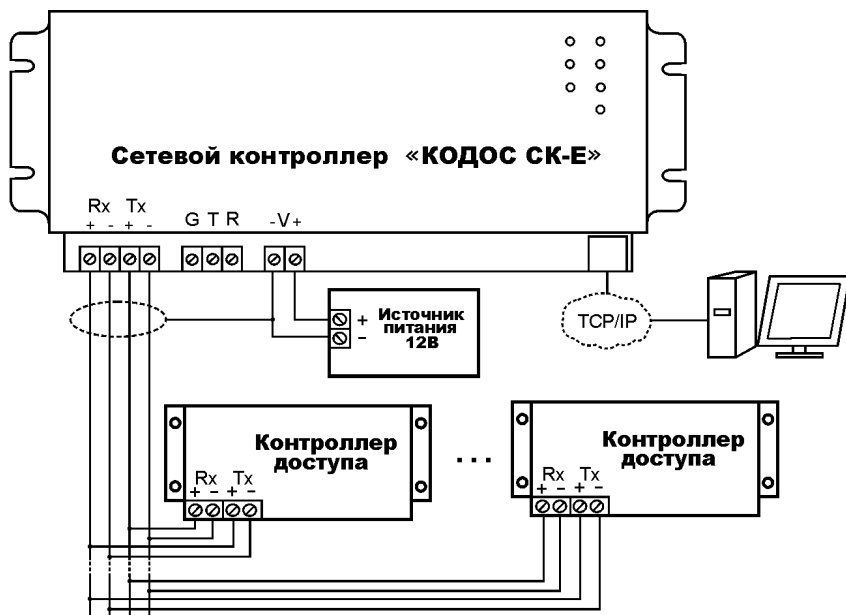 Сетевой контроллер «КОДОС СК-Е»
Rx Tx
+ - + -
G T R
-V+
+ Источник
питания
- 12В
TCP/IP
Контроллер
доступа
Rx Tx
+ − + −
...
Контроллер
доступа
Rx Tx
+ − + −